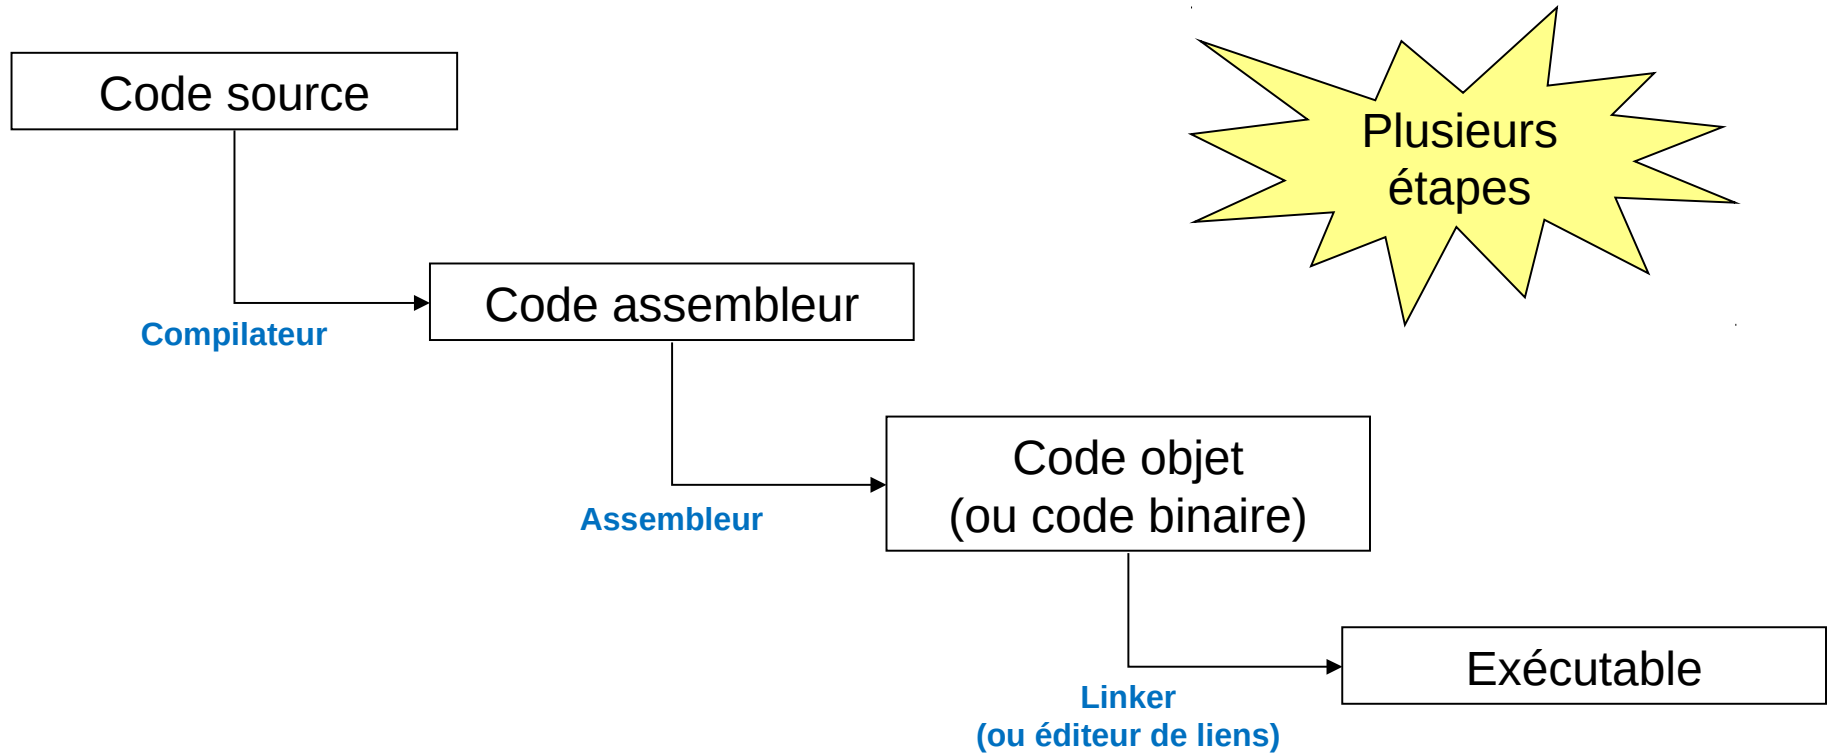 Code source
Plusieurs
étapes
Code assembleur
Compilateur
Code objet
(ou code binaire)
Assembleur
Exécutable
Linker
(ou éditeur de liens)